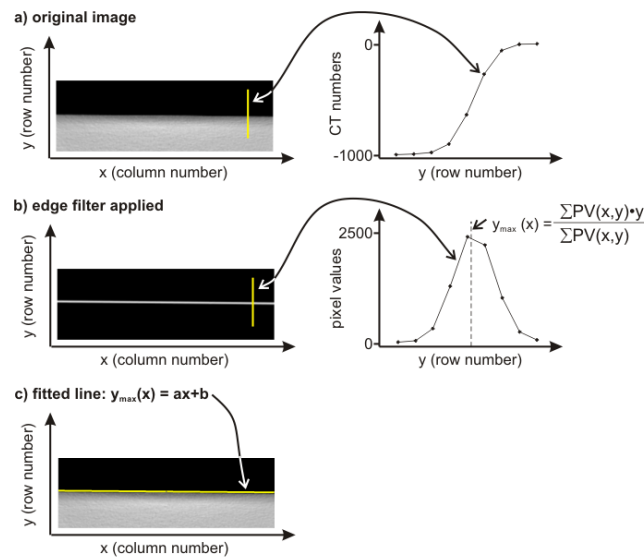 a) original image
y (row number)
x (column number)
CT numbers
0
-1000
y (row number)
b) edge filter applied
y (row number)
x (column number)
pixel values
2500
0
y (row number)
yₘₐₓ (x) = ∑PV(x,y)•y
∑PV(x,y)
c) fitted line: yₘₐₓ(x) = ax+b
y (row number)
x (column number)